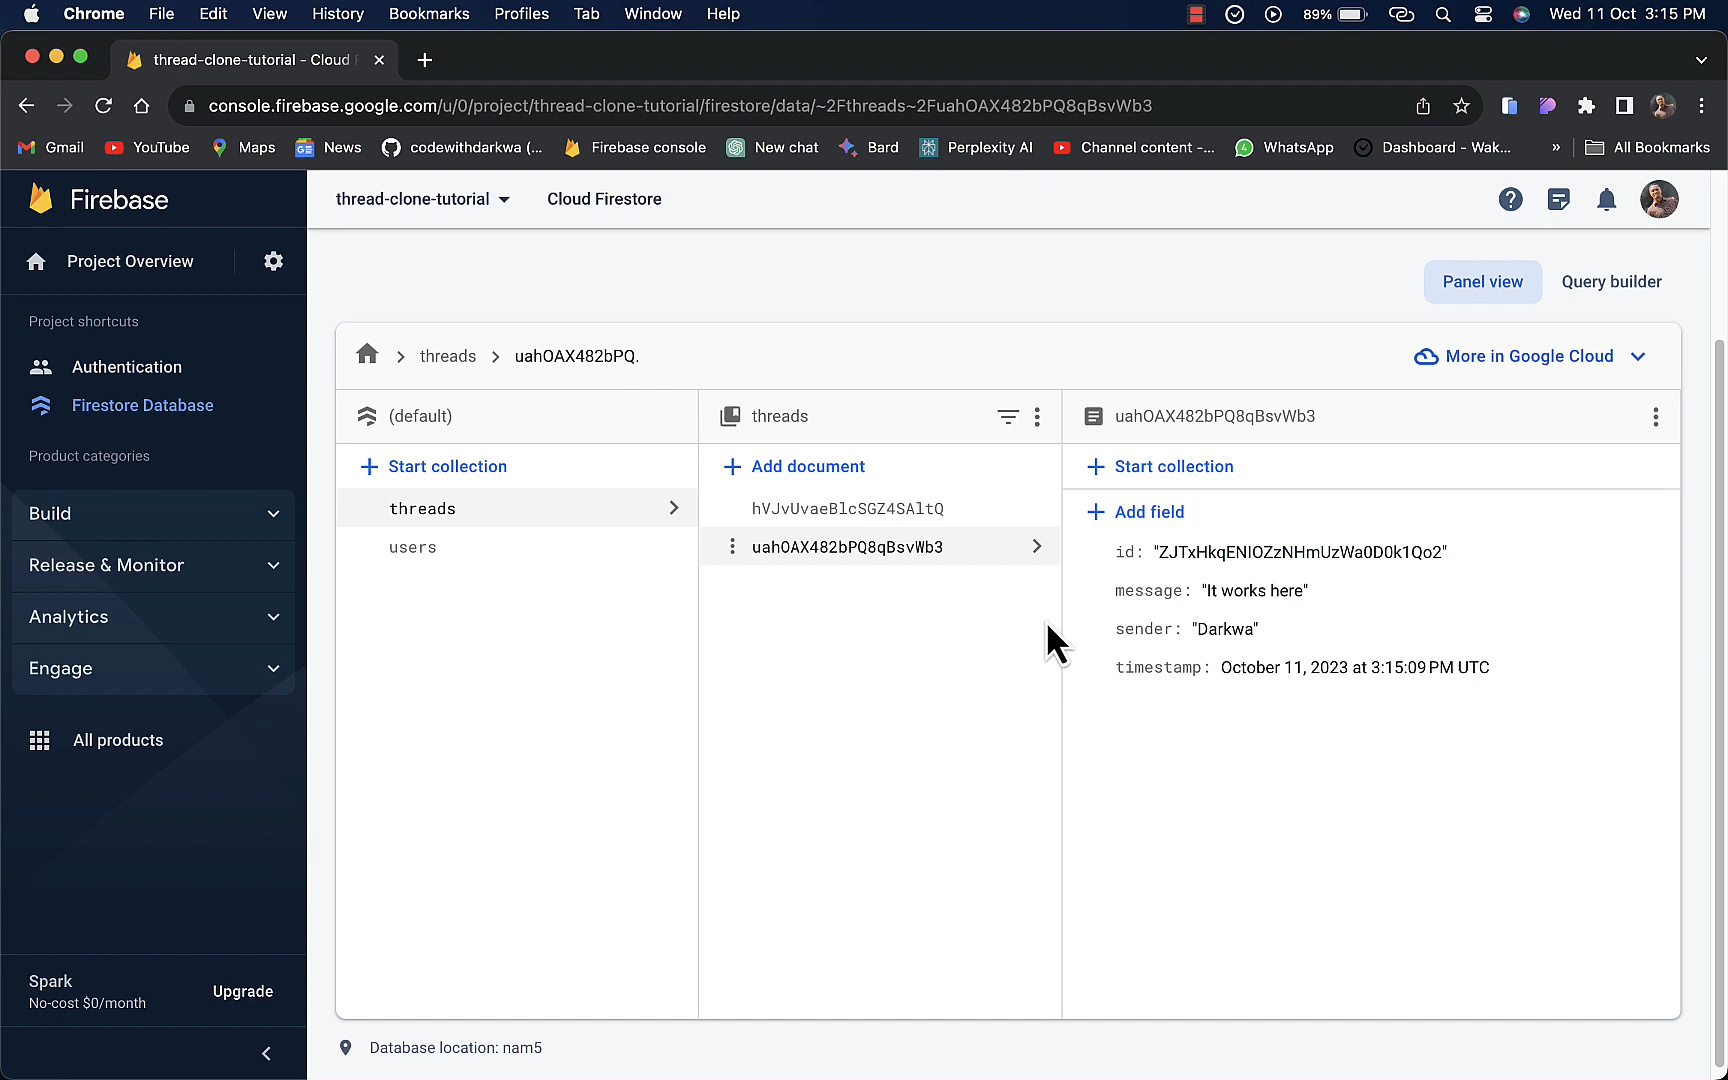 Chrome File Edit View History Bookmarks Profiles Tab Window Help 89% Wed 11 Oct 3:15 PM
thread-clone-tutorial - Cloud
console.firebase.google.com/u/0/project/thread-clone-tutorial/firestore/data/~2Fthreads~2FuahOAX482bPQ8qBsvWb3
Gmail YouTube Maps News codewithdarkwa (... Firebase console New chat Bard Perplexity AI Channel content -... 4 WhatsApp Dashboard - Wak... » All Bookmarks
Firebase
thread-clone-tutorial Cloud Firestore
Project Overview
Panel view Query builder
Project shortcuts
Authentication
Firestore Database
Product categories
Build
Release & Monitor
Analytics
Engage
All products
Spark
No-cost $0/month
Upgrade
threads uahOAX482bPQ.
More in Google Cloud
(default)
Start collection
threads
users
threads
Add document
hVJvUvaeBlcSGZ4SAltQ
uahOAX482bPQ8qBsvWb3
uahOAX482bPQ8qBsvWb3
Start collection
Add field
id: "ZJTxHkqENIOZzNHmUzWa0D0k1Qo2"
message: "It works here"
sender: "Darkwa"
timestamp: October 11, 2023 at 3:15:09 PM UTC
Database location: nam5